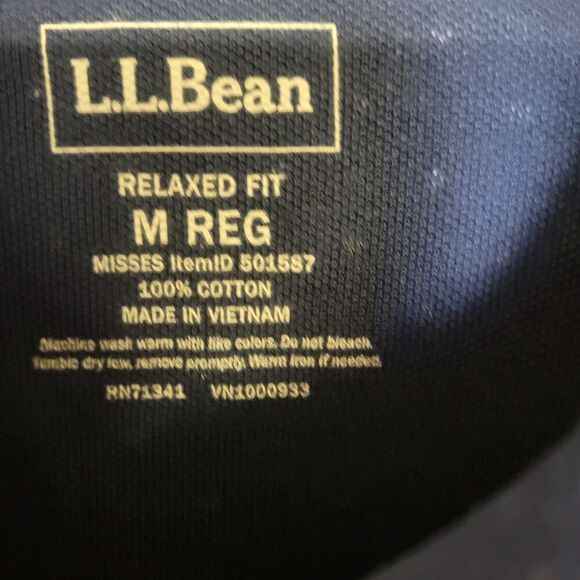 L.L.Bean
RELAXED FIT
M REG
MISSES ItemID 501587
100% COTTON
MADE IN VIETNAM
Machine wash warm with like colors. Do not bleach.
Tumble dry low, remove promptly. Warm iron if needed.
RN71341 VN1000933